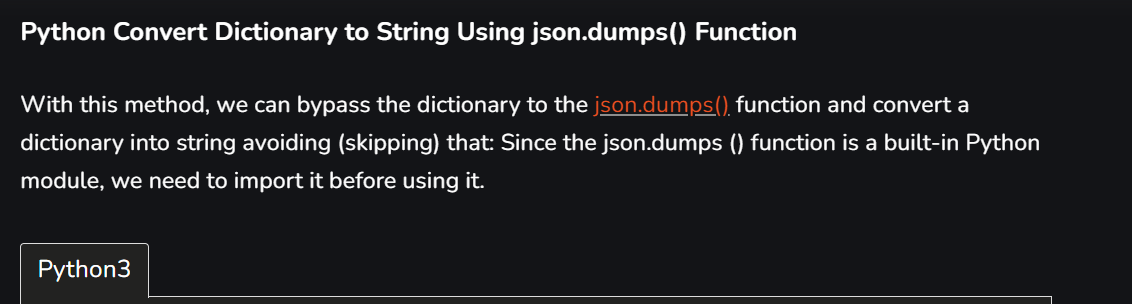 Python Convert Dictionary to String Using json.dumps() Function
With this method, we can bypass the dictionary to the json.dumps() function and convert a
dictionary into string avoiding (skipping) that: Since the json.dumps () function is a built-in Python
module, we need to import it before using it.
Python3